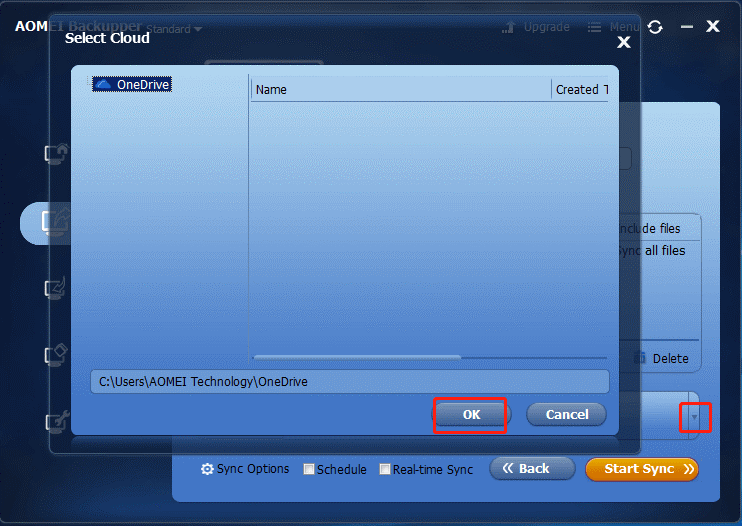 AOMEI Backupper Standard
Upgrade Menu
Select Cloud
OneDrive
Name Created T
nclude files
Sync all files
Delete
C:\Users\AOMEI Technology\OneDrive
OK Cancel
Sync Options Schedule Real-time Sync Back Start Sync